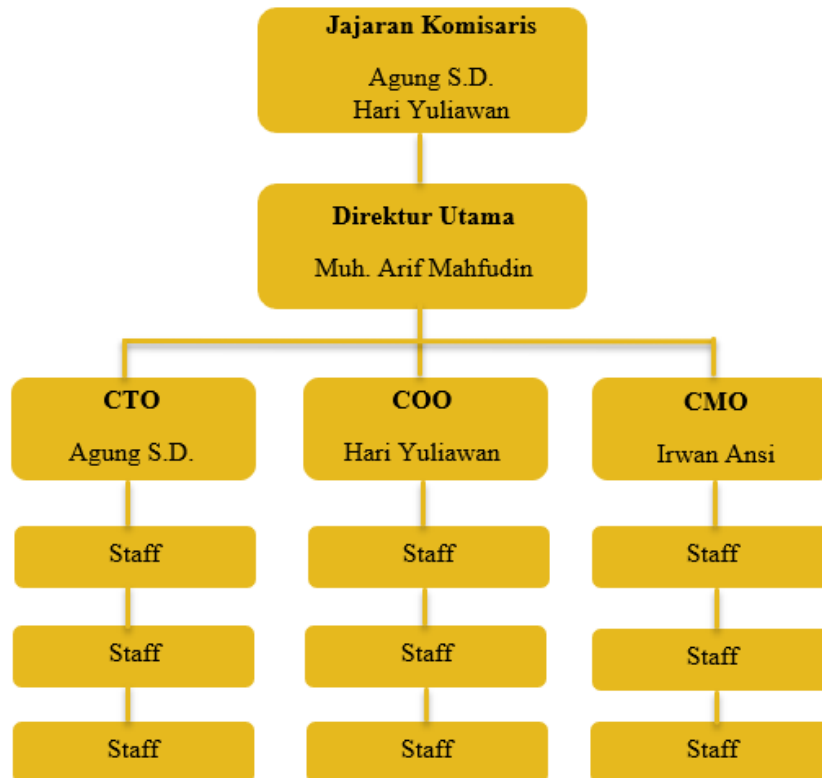 Jajaran Komisaris
Agung S.D.
Hari Yuliawan
Direktur Utama
Muh. Arif Mahfudin
CTO
Agung S.D.
COO
Hari Yuliawan
CMO
Irwan Ansi
Staff
Staff
Staff
Staff
Staff
Staff
Staff
Staff
Staff